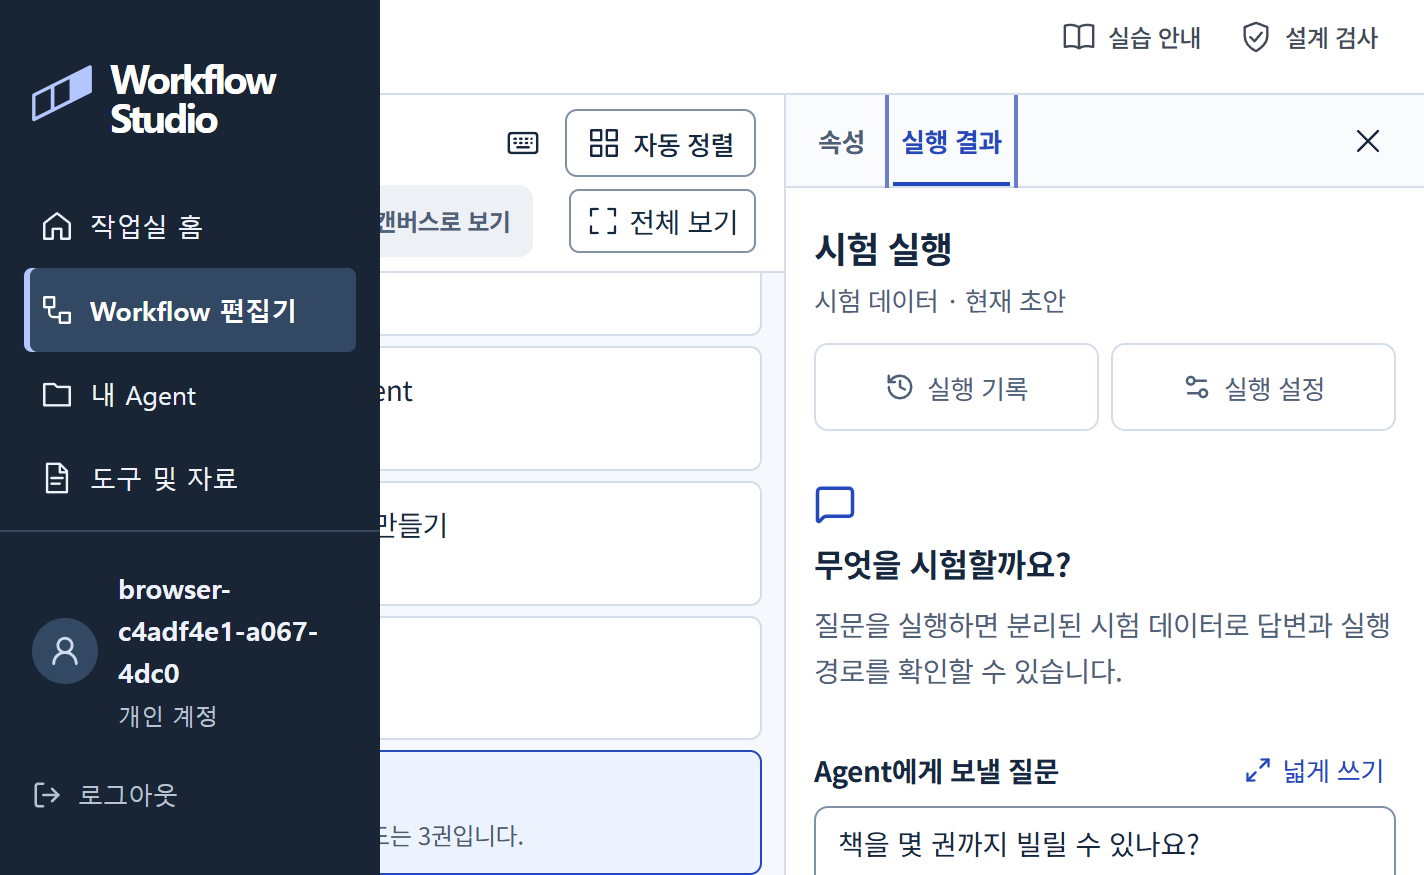 Workflow
Studio
작업실 홈
Workflow 편집기
내 Agent
도구 및 자료
browser-
c4adf4e1-a067-
4dc0
개인 계정
로그아웃
실습 안내
설계 검사
자동 정렬
캔버스로 보기
전체 보기
만들기
3권입니다.
속성
실행 결과
시험 실행
시험 데이터 · 현재 초안
실행 기록
실행 설정
무엇을 시험할까요?
질문을 실행하면 분리된 시험 데이터로 답변과 실행
경로를 확인할 수 있습니다.
Agent에게 보낼 질문
넓게 쓰기
책을 몇 권까지 빌릴 수 있나요?